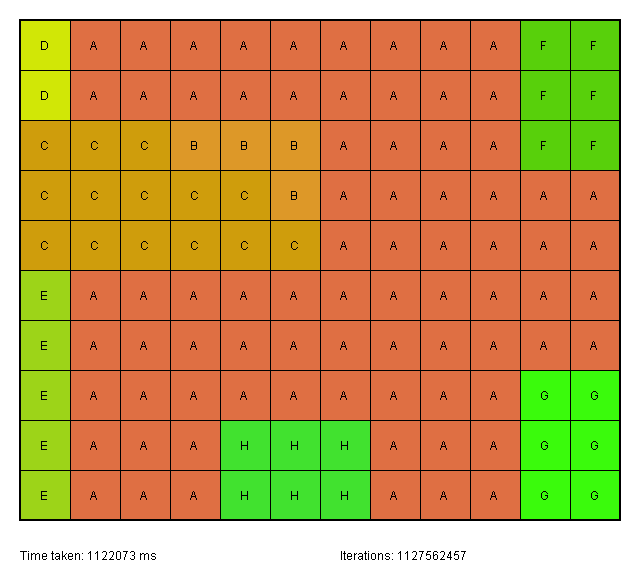 D A A A A A A A A A F F
D A A A A A A A A A F F
C C C B B B A A A A F F
C C C C C B A A A A A A
C C C C C C A A A A A A
E A A A A A A A A A A A
E A A A A A A A A A A A
E A A A A A A A A A G G
E A A A H H H A A A G G
E A A A H H H A A A G G
Time taken: 1122073 ms Iterations: 1127562457